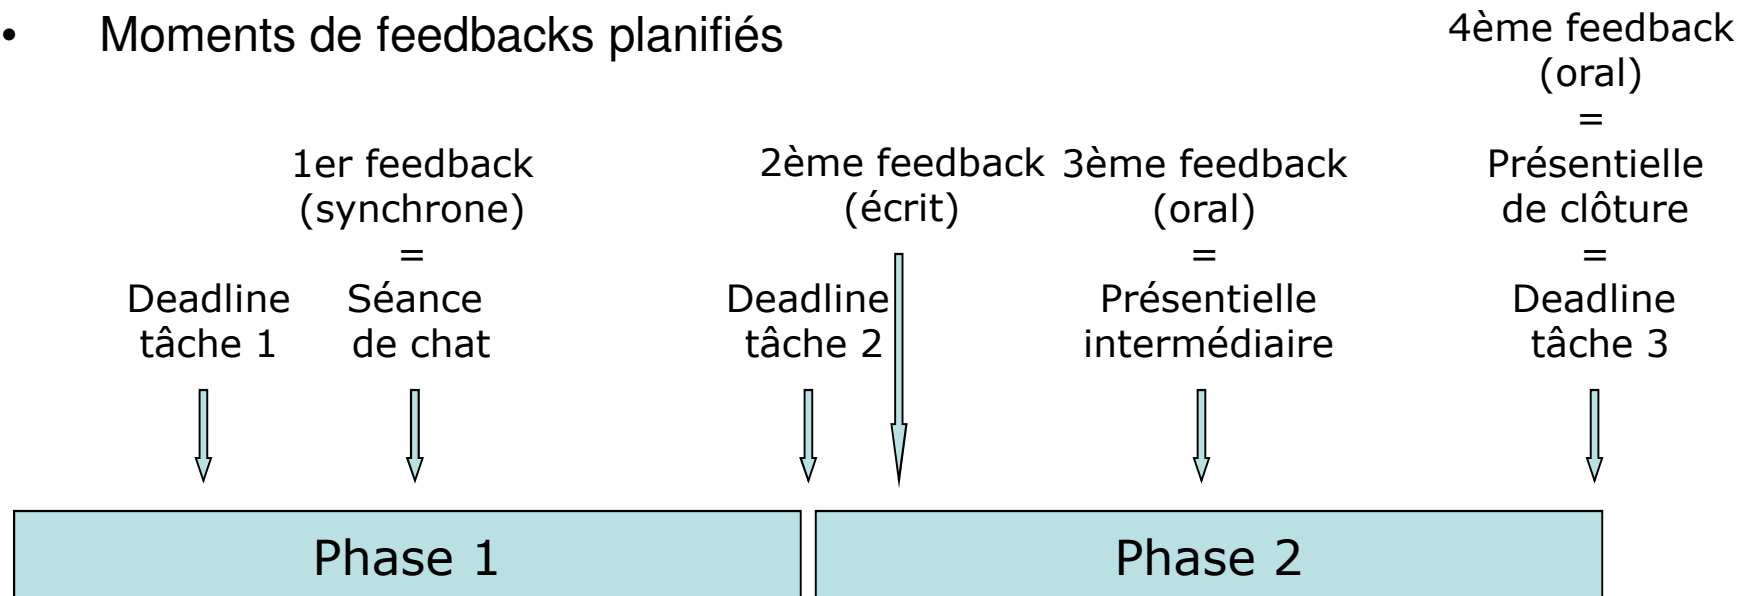 • Moments de feedbacks planifiés
4ème feedback
(oral)
=
Présentielle
de clôture
=
Deadline
tâche 3
1er feedback
(synchrone)
=
Séance
de chat
Deadline
tâche 1
2ème feedback
(écrit)
Deadline
tâche 2
3ème feedback
(oral)
=
Présentielle
intermédiaire
Phase 1
Phase 2